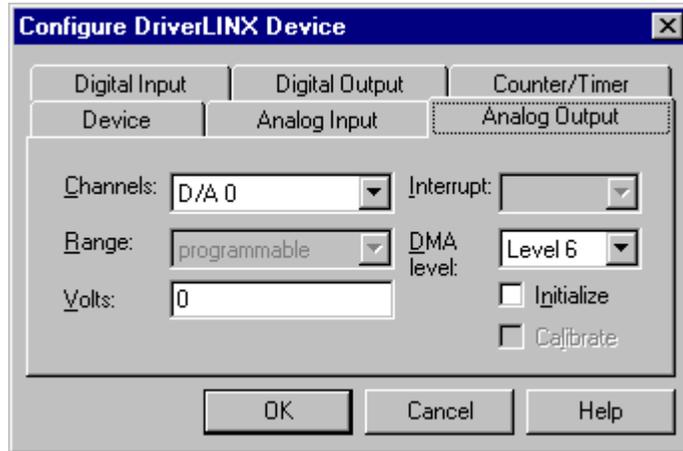 Configure DriverLINX Device
Digital Input Digital Output Counter/Timer
Device Analog Input Analog Output
Channels: D/A 0 Interrupt:
Range: programmable DMA level: Level 6
Volts: 0 Initialize
Calibrate
OK Cancel Help